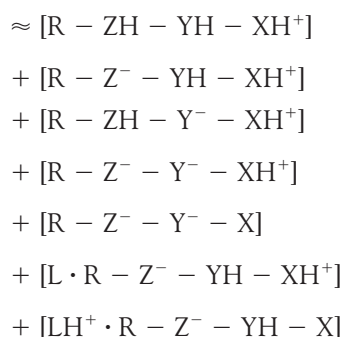 ≈ [R − ZH − YH − XH⁺]
+ [R − Z⁻ − YH − XH⁺]
+ [R − ZH − Y⁻ − XH⁺]
+ [R − Z⁻ − Y⁻ − XH⁺]
+ [R − Z⁻ − Y⁻ − X]
+ [L · R − Z⁻ − YH − XH⁺]
+ [LH⁺ · R − Z⁻ − YH − X]